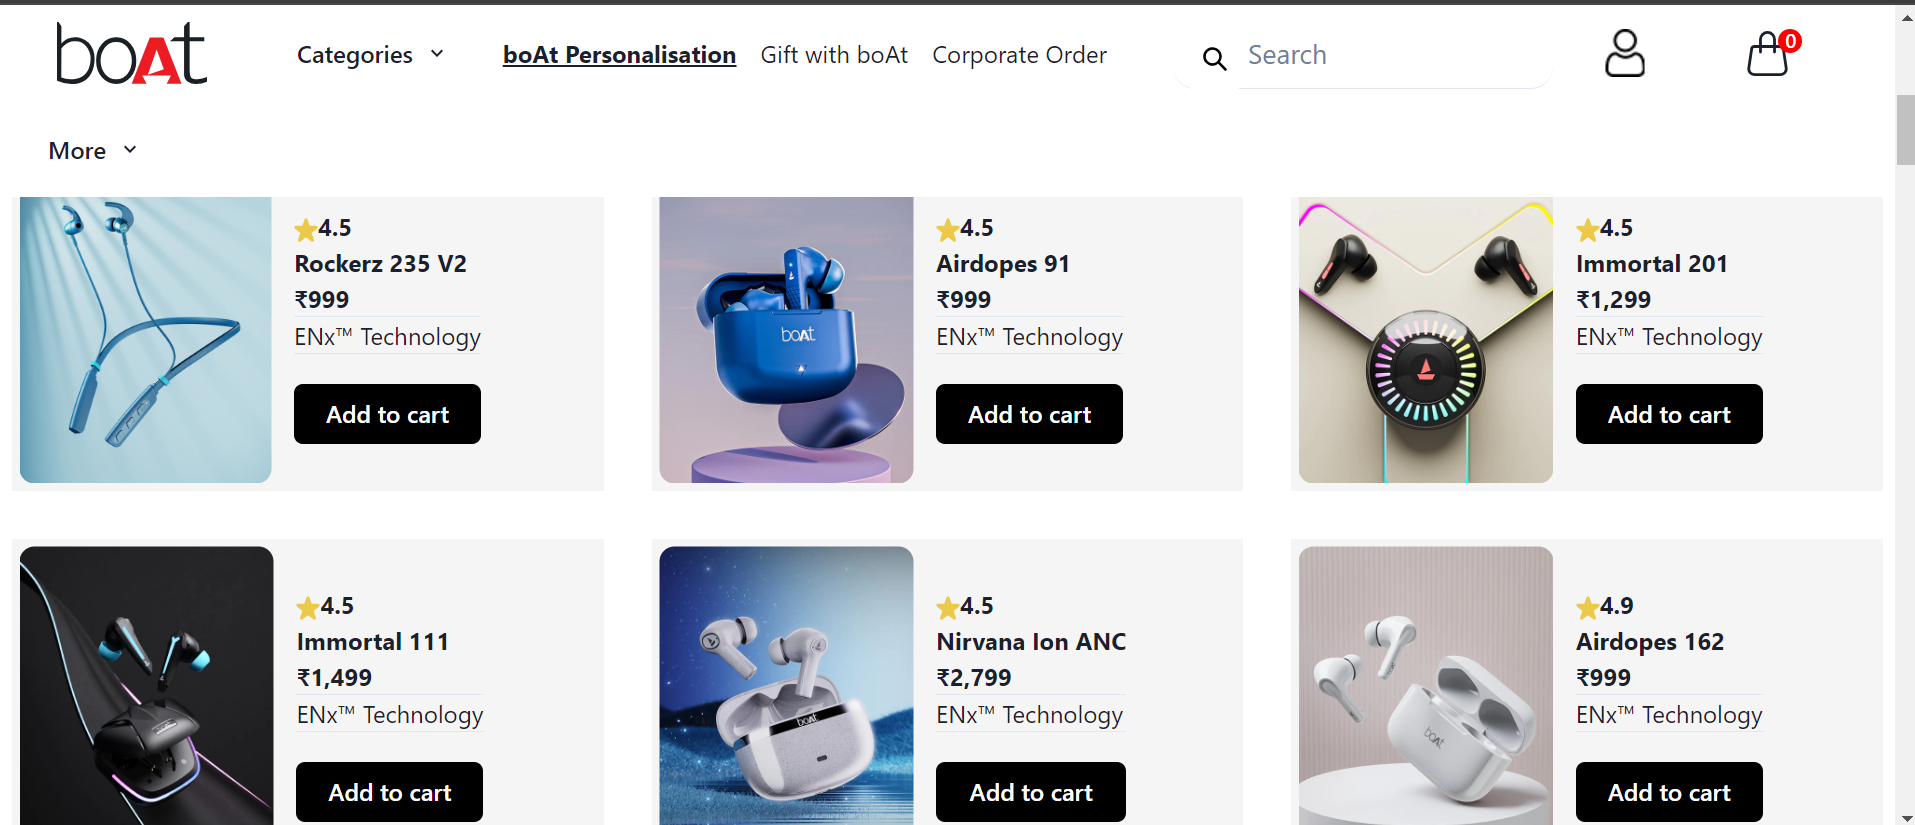 boAt
Categories
boAt Personalisation
Gift with boAt
Corporate Order
Search
0
More
4.5
Rockerz 235 V2
₹999
ENx™ Technology
Add to cart
boAt
4.5
Airdopes 91
₹999
ENx™ Technology
Add to cart
4.5
Immortal 201
₹1,299
ENx™ Technology
Add to cart
4.5
Immortal 111
₹1,499
ENx™ Technology
Add to cart
boAt
4.5
Nirvana Ion ANC
₹2,799
ENx™ Technology
Add to cart
boAt
4.9
Airdopes 162
₹999
ENx™ Technology
Add to cart